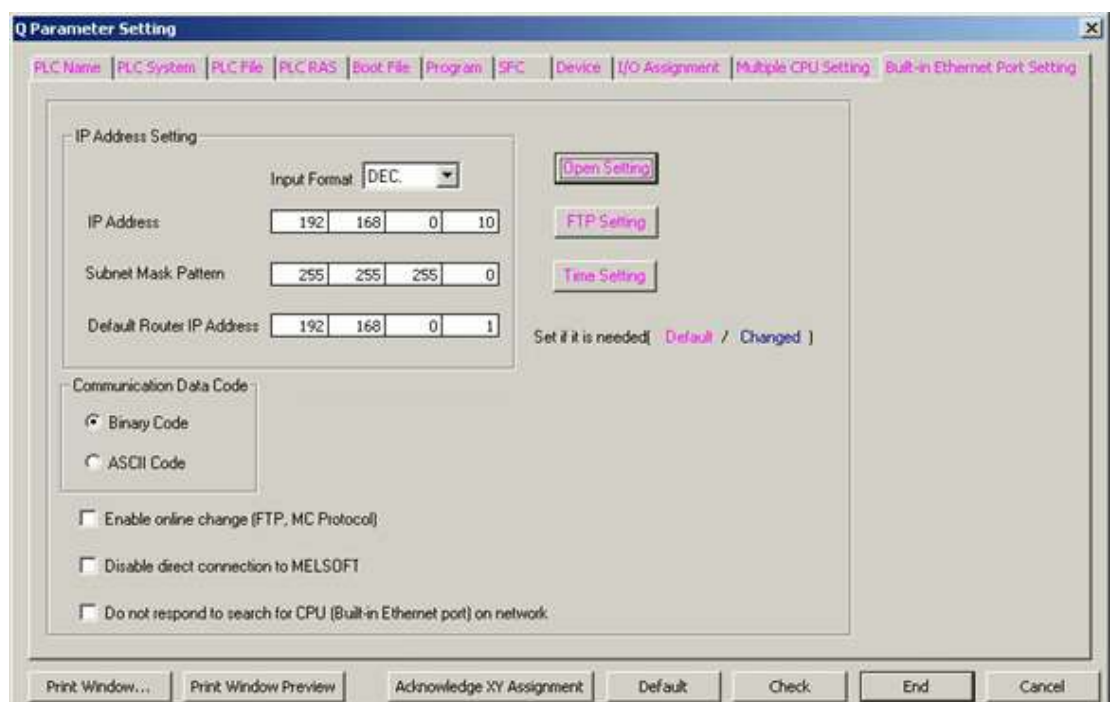 Q Parameter Setting
PLC Name PLC System PLC File PLC RAS Boot File Program SFC Device I/O Assignment Multiple CPU Setting Built-in Ethernet Port Setting
IP Address Setting
Input Format DEC.
Open Setting
IP Address 192 168 0 10
FTP Setting
Subnet Mask Pattern 255 255 255 0
Time Setting
Default Router IP Address 192 168 0 1
Set if it is needed( Default / Changed )
Communication Data Code
Binary Code
ASCII Code
Enable online change (FTP, MC Protocol)
Disable direct connection to MELSOFT
Do not respond to search for CPU (Built-in Ethernet port) on network
Print Window... Print Window Preview Acknowledge XY Assignment Default Check End Cancel